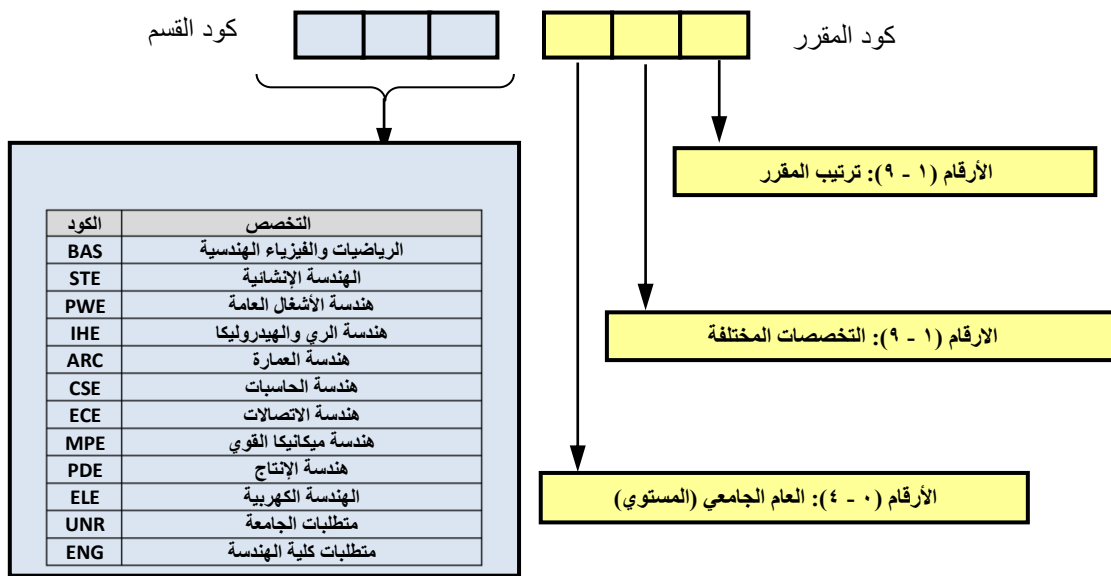 كود القسم
كود المقرر
الأرقام (١ - ٩): ترتيب المقرر
الارقام (١ - ٩): التخصصات المختلفة
الأرقام (٠ - ٤): العام الجامعي (المستوي)
التخصص الكود
الرياضيات والفيزياء الهندسية BAS
الهندسة الإنشائية STE
هندسة الأشغال العامة PWE
هندسة الري والهيدروليكا IHE
هندسة العمارة ARC
هندسة الحاسبات CSE
هندسة الاتصالات ECE
هندسة ميكانيكا القوي MPE
هندسة الإنتاج PDE
الهندسة الكهربية ELE
متطلبات الجامعة UNR
متطلبات كلية الهندسة ENG